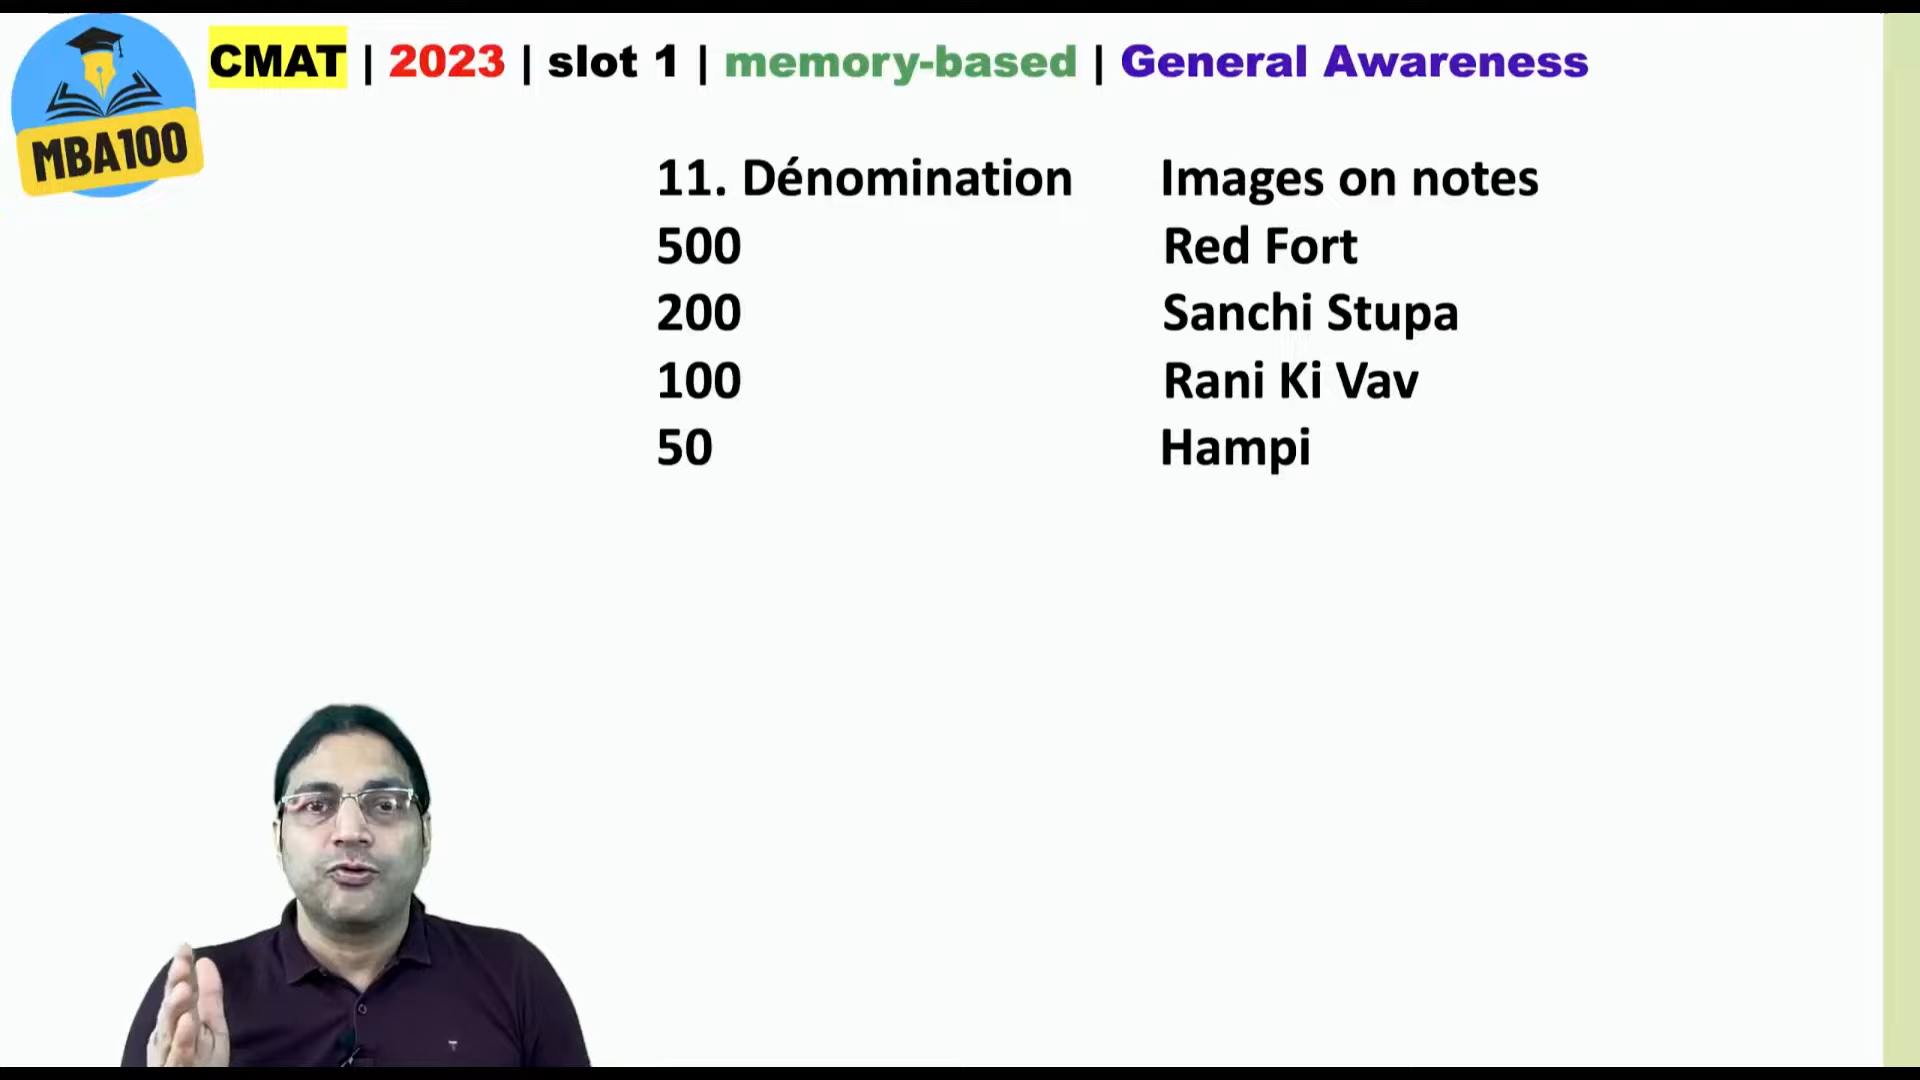 MBA100
CMAT | 2023 | slot 1 | memory-based | General Awareness
11. Dénomination Images on notes
500 Red Fort
200 Sanchi Stupa
100 Rani Ki Vav
50 Hampi